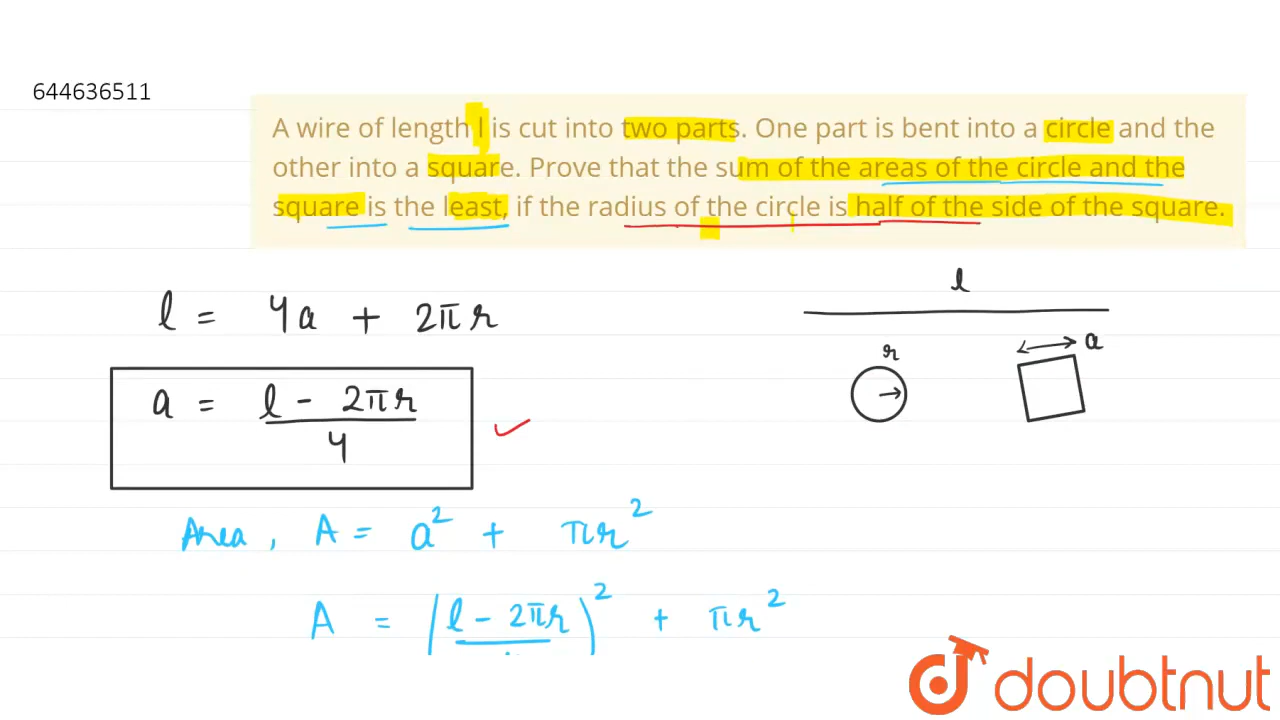 644636511
A wire of length l is cut into two parts. One part is bent into a circle and the
other into a square. Prove that the sum of the areas of the circle and the
square is the least, if the radius of the circle is half of the side of the square.
l
l = 4a + 2πr
r
a
a = l - 2πr
4
Area, A = a² + πr²
A = (l - 2πr)² + πr²
doubtnut